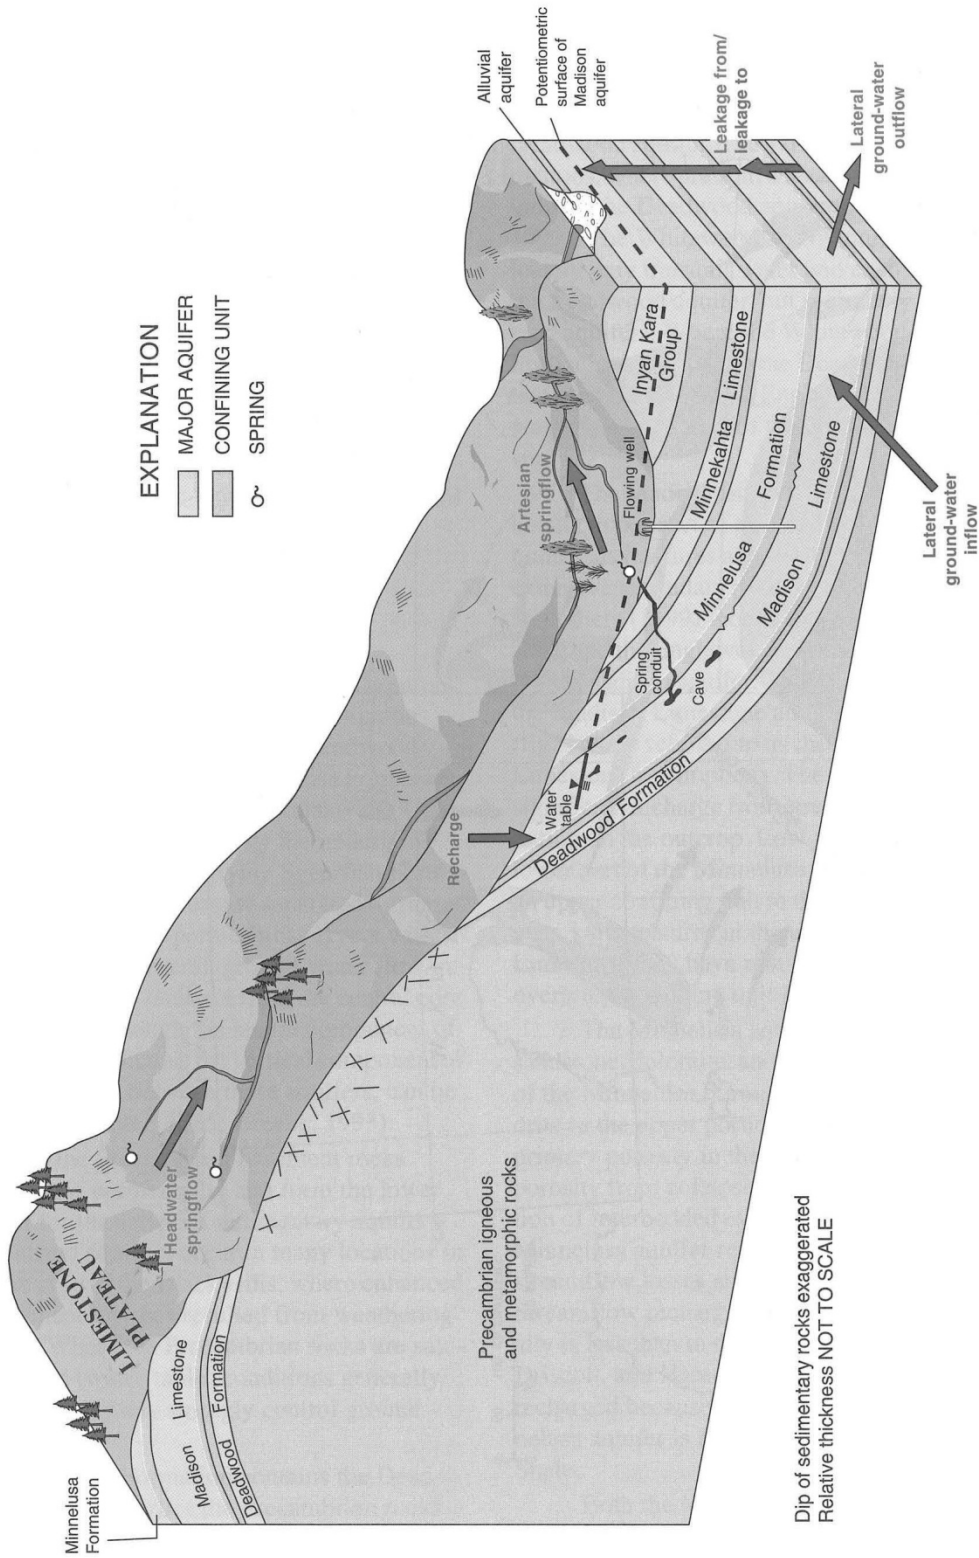 EXPLANATION
MAJOR AQUIFER
CONFINING UNIT
SPRING
Minnelusa
Formation
LIMESTONE
PLATEAU
Headwater
springflow
Madison
Limestone
Deadwood
Formation
Precambrian igneous
and metamorphic rocks
Recharge
Water
table
Deadwood Formation
Artesian
springflow
Flowing well
Spring
conduit
Cave
Inyan Kara
Group
Minnekahta Limestone
Minnelusa Formation
Madison Limestone
Alluvial
aquifer
Potentiometric
surface of
Madison
aquifer
Leakage from/
leakage to
Lateral
ground-water
outflow
Lateral
ground-water
inflow
Dip of sedimentary rocks exaggerated
Relative thickness NOT TO SCALE